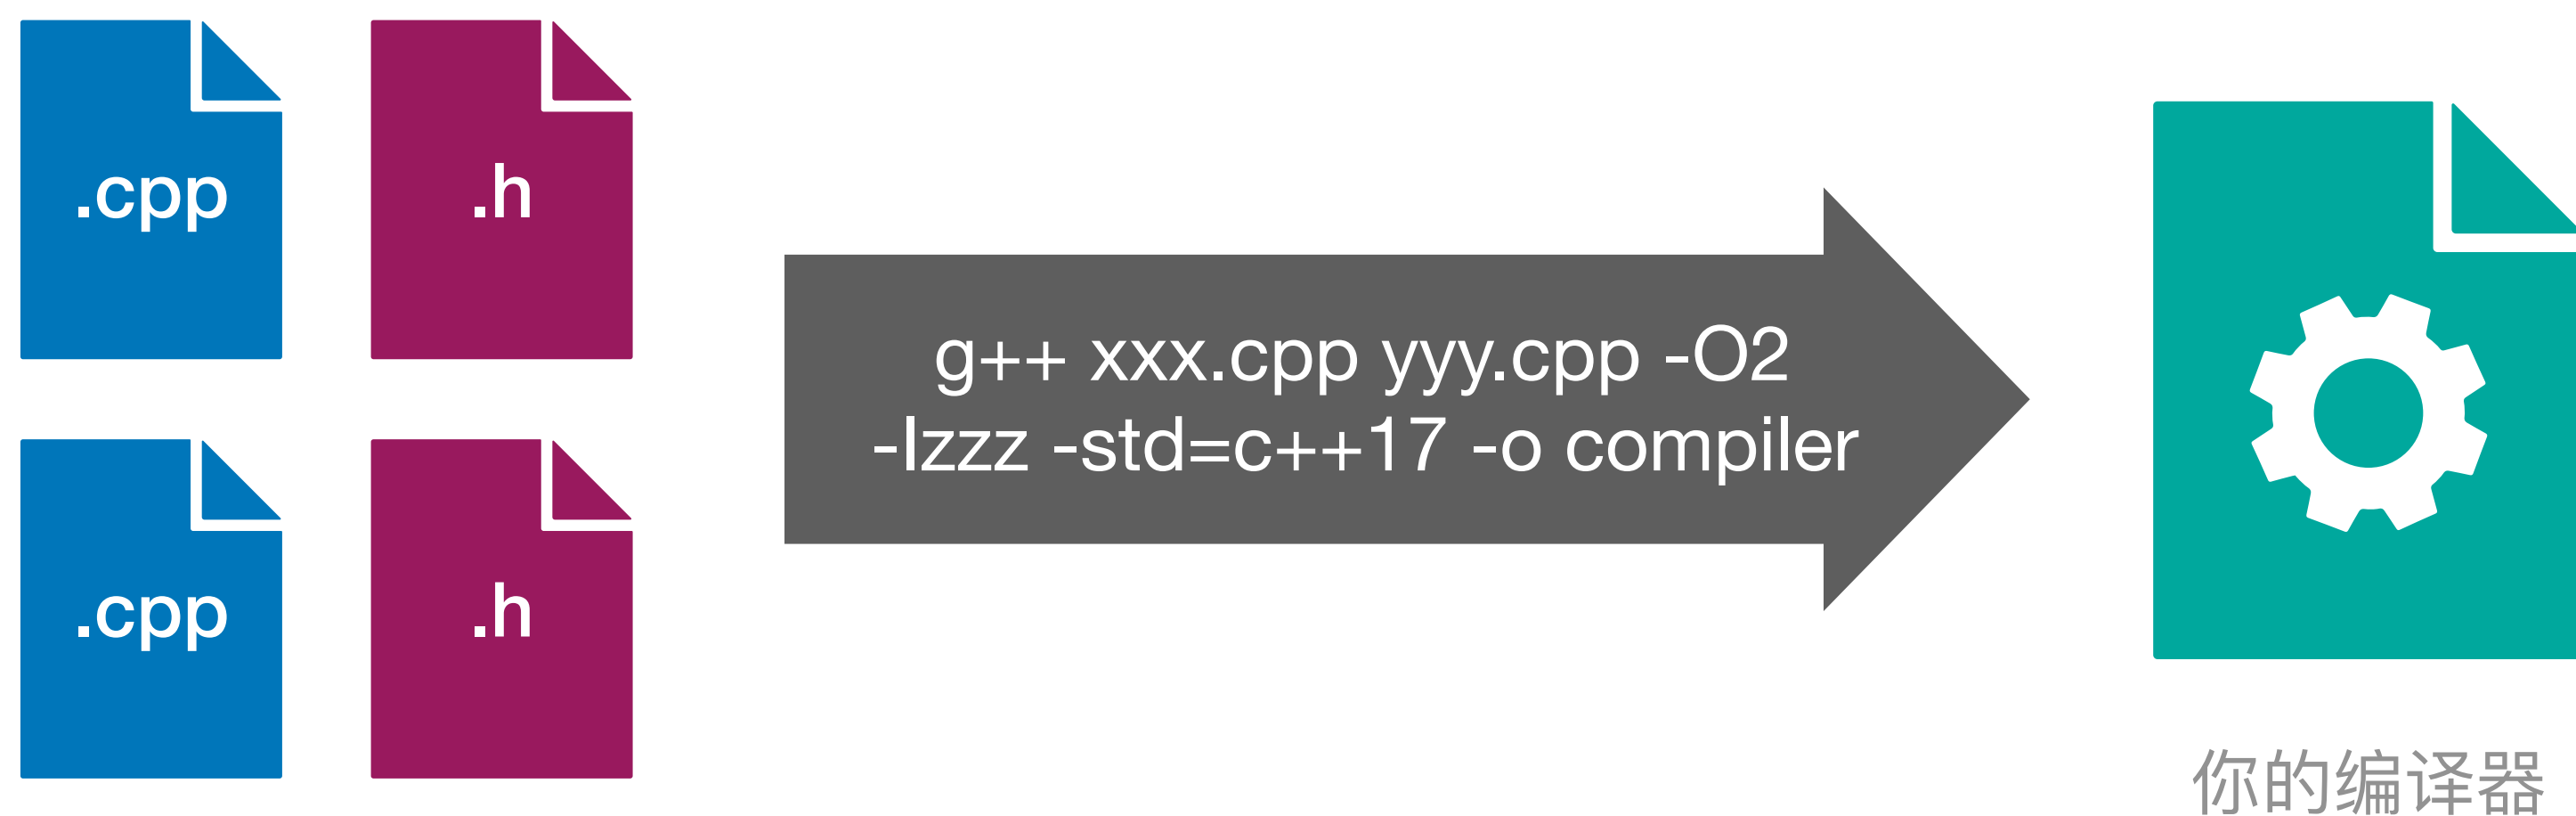 .cpp
.h
.cpp
.h
g++ xxx.cpp yyy.cpp -O2
-lzzz -std=c++17 -o compiler
你的编译器